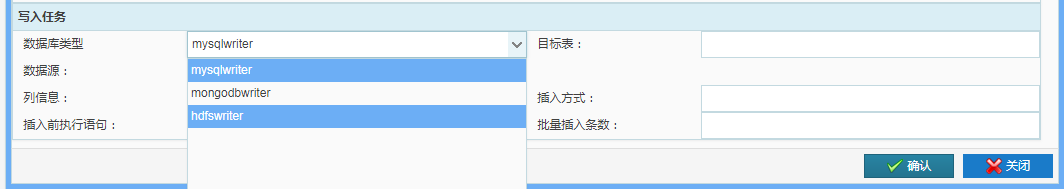 写入任务
数据库类型 mysqlwriter 目标表：
数据源： mysqlwriter
列信息： mongodbwriter 插入方式：
插入前执行语句： hdfswriter 批量插入条数：
确认 关闭